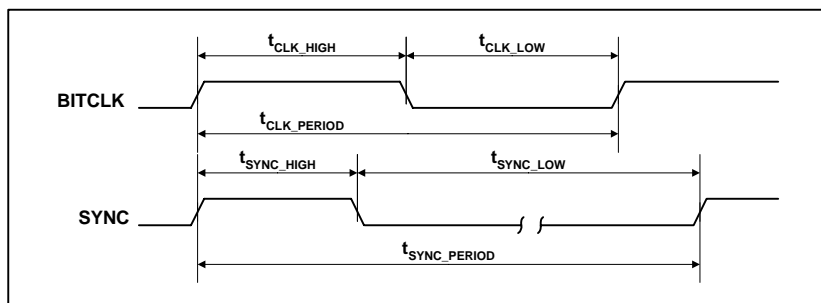 tCLK_HIGH tCLK_LOW
BITCLK
tCLK_PERIOD
tSYNC_HIGH tSYNC_LOW
SYNC
tSYNC_PERIOD